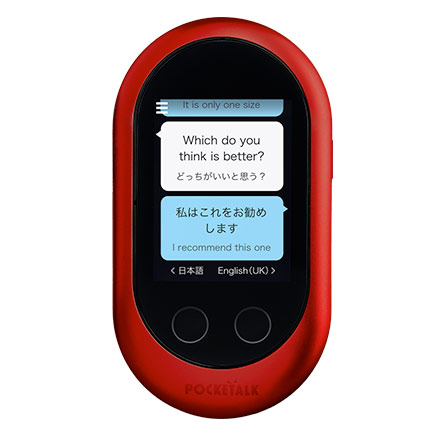 It is only one size
Which do you
think is better?
どっちがいいと思う？
私はこれをお勧め
します
I recommend this one
< 日本語 English（UK） >
POCKETALK